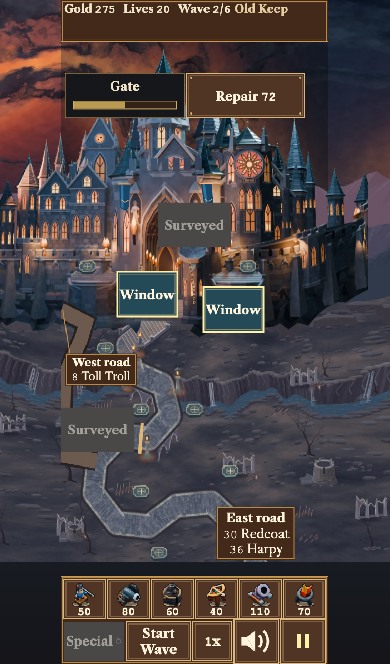 Gold 275 Lives 20 Wave 2/6 Old Keep
Gate
Repair 72
Surveyed
Window
Window
West road
8 Toll Troll
Surveyed
East road
30 Redcoat
36 Harpy
50 80 60 40 110 70
Special
Start
Wave
1x